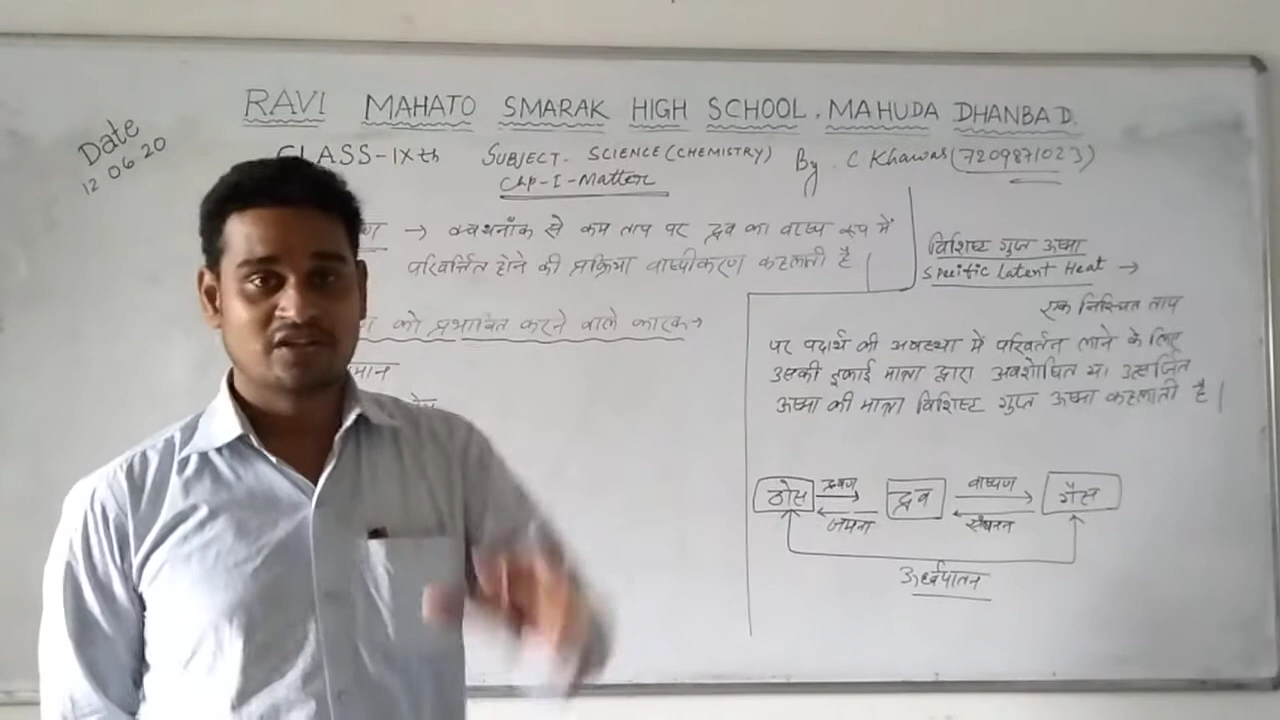 RAVI MAHATO SMARAK HIGH SCHOOL, MAHUDA DHANBAD.
Date
12 06 20
CLASS-IXth SUBJECT- SCIENCE (CHEMISTRY) By C Khawas (7209871023)
Chp-I-Matter
→ क्वथनाँक से कम ताप पर द्रव का वाष्प रूप में
परिवर्तित होने की प्रक्रिया वाष्पीकरण कहलाती है।
को प्रभावित करने वाले कारक→
विशिष्ट गुप्त ऊष्मा
Specific Latent Heat →
एक निश्चित ताप
पर पदार्थ की अवस्था में परिवर्तन लाने के लिए
उसकी इकाई मात्रा द्वारा अवशोषित या उत्सर्जित
ऊष्मा की मात्रा विशिष्ट गुप्त ऊष्मा कहलाती है।
ठोस द्रवण द्रव वाष्पण गैस
जमना संघनन
ऊर्ध्वपातन